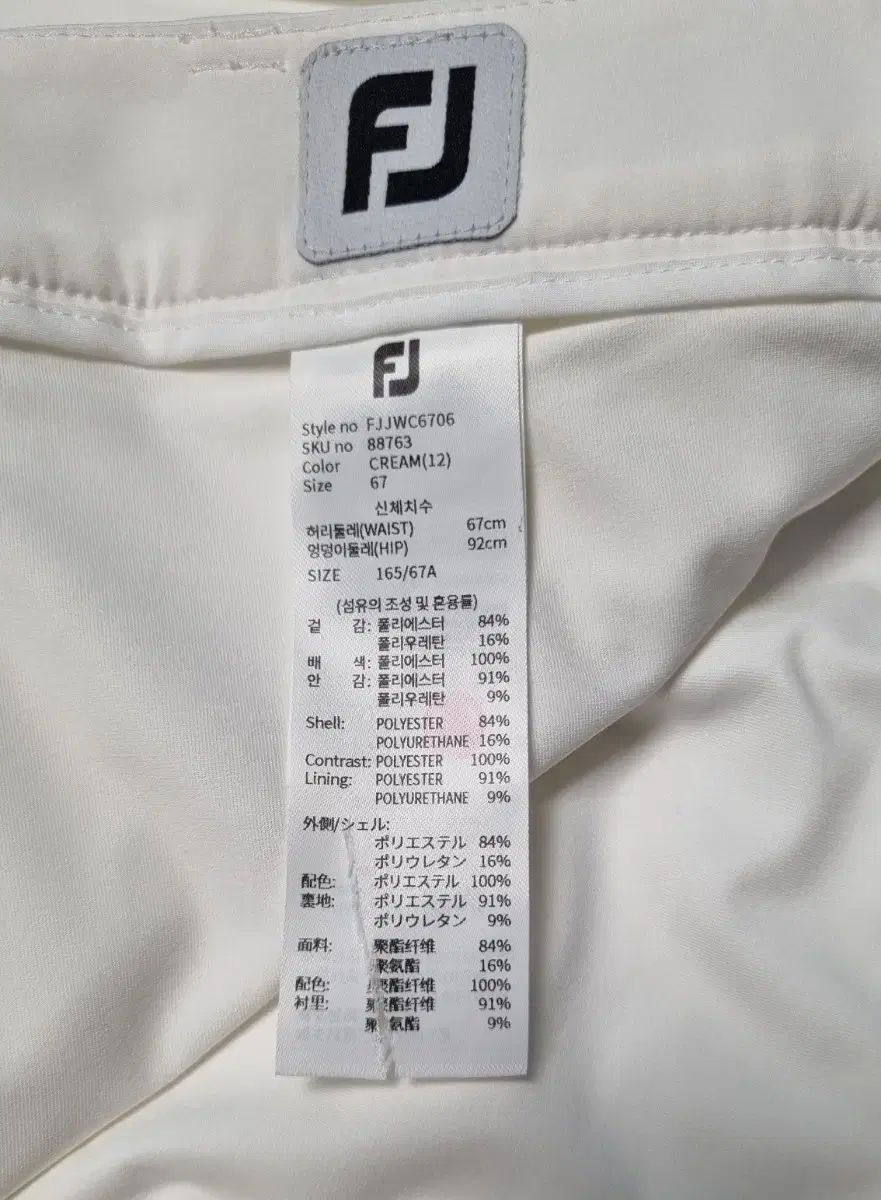 FJ
FJ
Style no FJJWC6706
SKU no 88763
Color CREAM(12)
Size 67
신체치수
허리둘레(WAIST) 67cm
엉덩이둘레(HIP) 92cm
SIZE 165/67A
(섬유의 조성 및 혼용률)
겉 감: 폴리에스터 84%
폴리우레탄 16%
배 색: 폴리에스터 100%
안 감: 폴리에스터 91%
폴리우레탄 9%
Shell: POLYESTER 84%
POLYURETHANE 16%
Contrast: POLYESTER 100%
Lining: POLYESTER 91%
POLYURETHANE 9%
外側/シェル:
ポリエステル 84%
ポリウレタン 16%
配色: ポリエステル 100%
裏地: ポリエステル 91%
ポリウレタン 9%
面料: 聚酯纤维 84%
聚氨酯 16%
配色: 聚酯纤维 100%
衬里: 聚酯纤维 91%
聚氨酯 9%